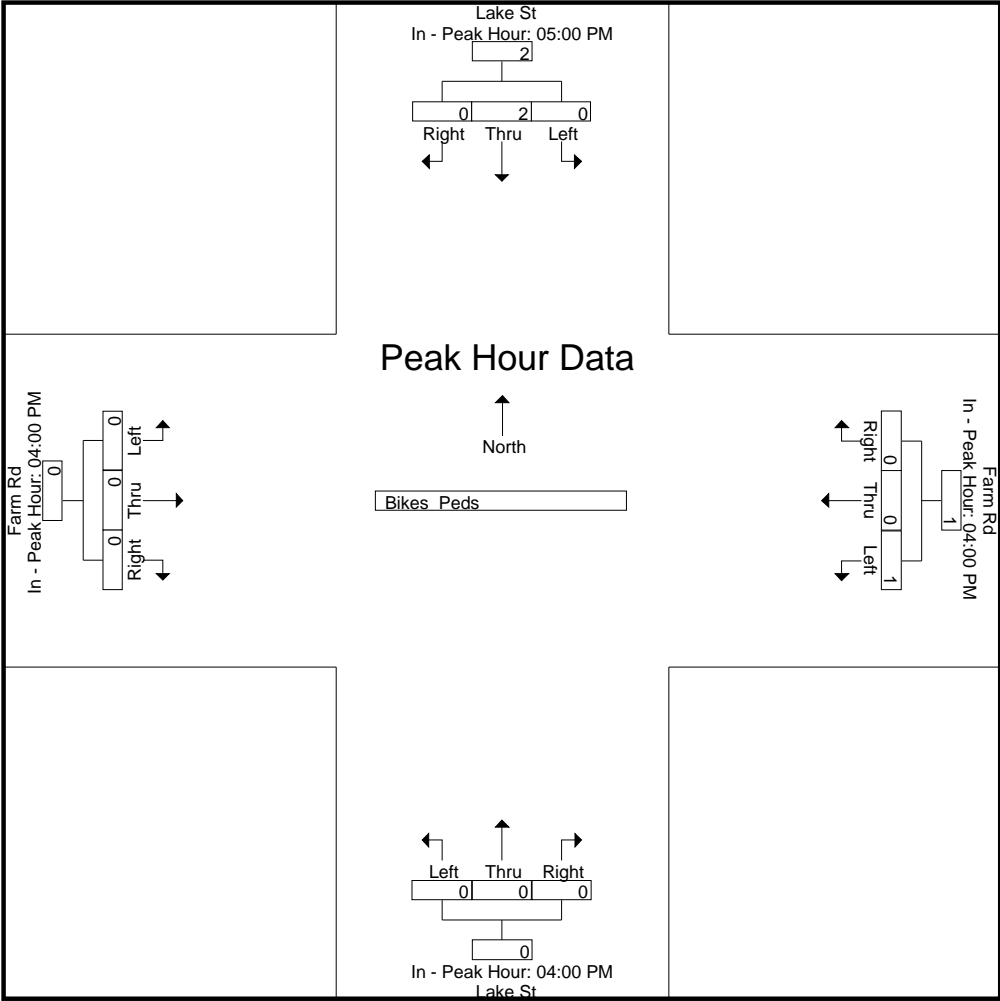 Lake St
In - Peak Hour: 05:00 PM
2
0 2 0
Right Thru Left
Peak Hour Data
North
Bikes Peds
Farm Rd
In - Peak Hour: 04:00 PM
0
0 0 0
Left Thru Right
Farm Rd
In - Peak Hour: 04:00 PM
1
0 0 1
Right Thru Left
Left Thru Right
0 0 0
0
In - Peak Hour: 04:00 PM
Lake St